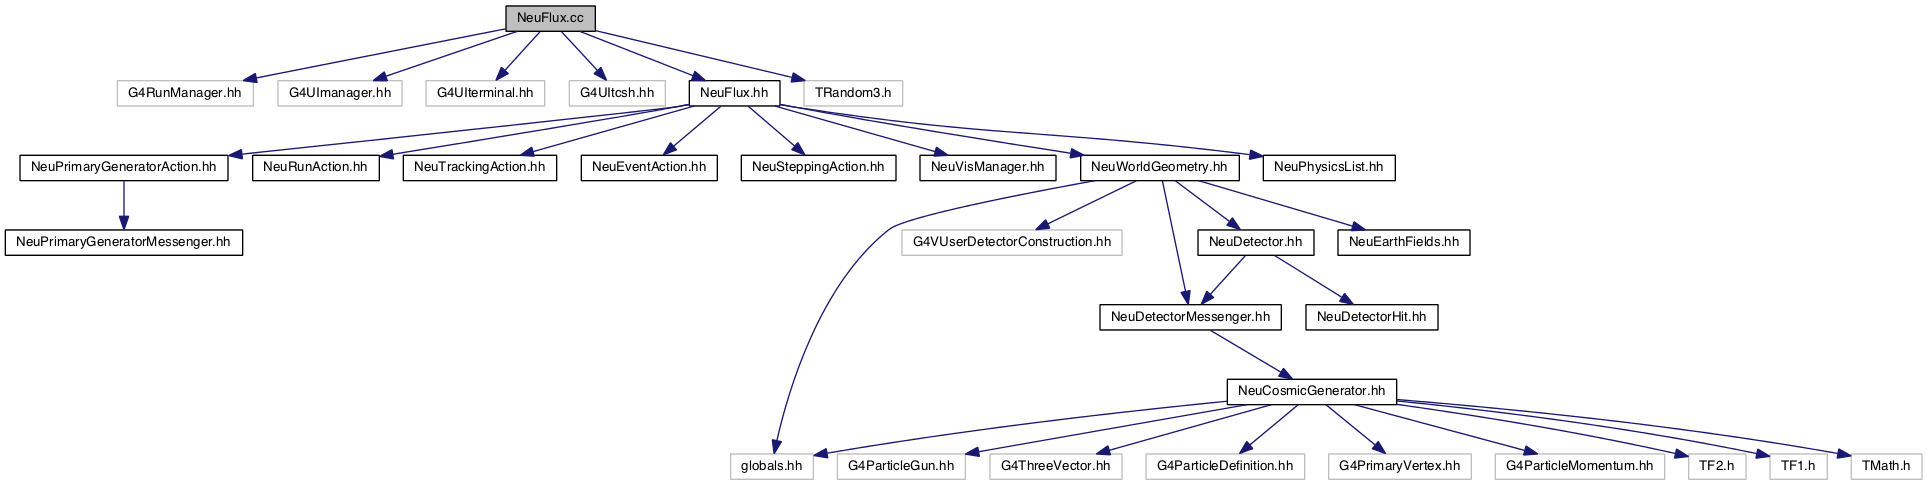 NeuFlux.cc
G4RunManager.hh
G4UImanager.hh
G4UIterminal.hh
G4UItcsh.hh
NeuFlux.hh
TRandom3.h
NeuPrimaryGeneratorAction.hh
NeuRunAction.hh
NeuTrackingAction.hh
NeuEventAction.hh
NeuSteppingAction.hh
NeuVisManager.hh
NeuWorldGeometry.hh
NeuPhysicsList.hh
NeuPrimaryGeneratorMessenger.hh
G4VUserDetectorConstruction.hh
NeuDetector.hh
NeuEarthFields.hh
NeuDetectorMessenger.hh
NeuDetectorHit.hh
NeuCosmicGenerator.hh
globals.hh
G4ParticleGun.hh
G4ThreeVector.hh
G4ParticleDefinition.hh
G4PrimaryVertex.hh
G4ParticleMomentum.hh
TF2.h
TF1.h
TMath.h